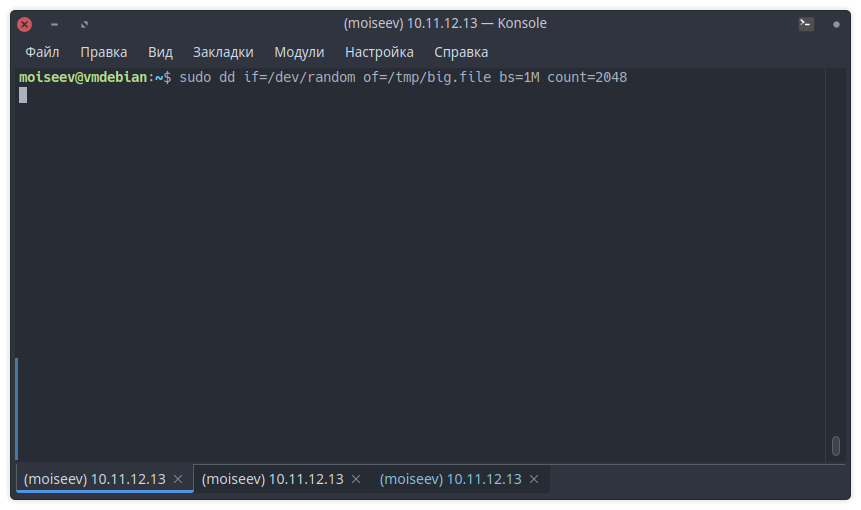 (moiseev) 10.11.12.13 — Konsole
Файл Правка Вид Закладки Модули Настройка Справка
moiseev@vmdebian:~$ sudo dd if=/dev/random of=/tmp/big.file bs=1M count=2048
(moiseev) 10.11.12.13 (moiseev) 10.11.12.13 (moiseev) 10.11.12.13